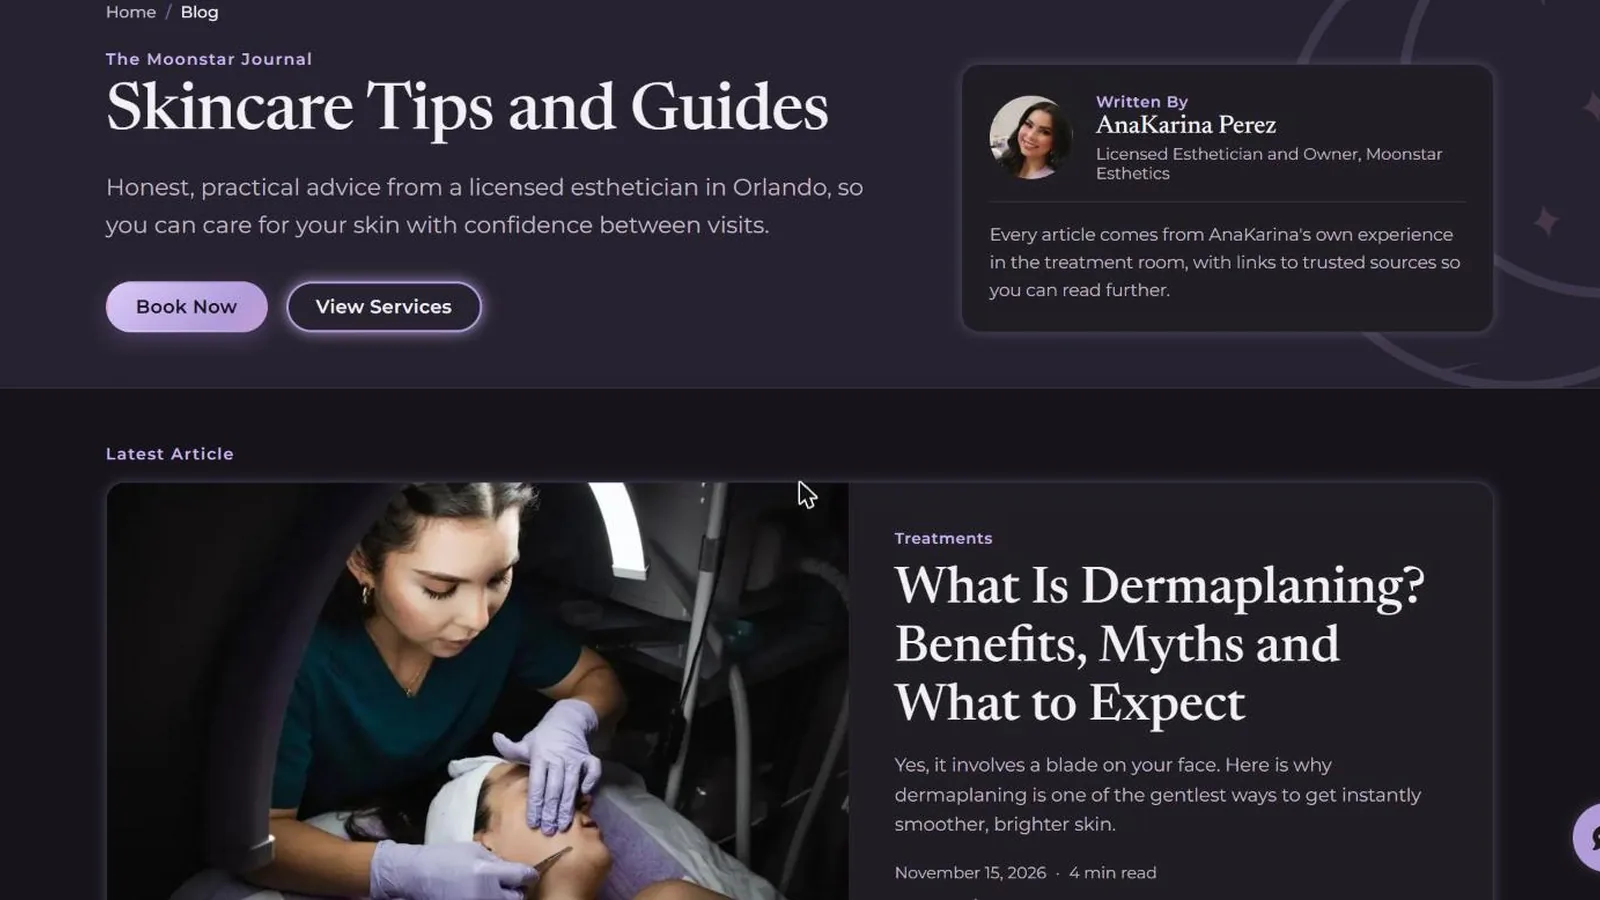 Home / Blog
The Moonstar Journal
Skincare Tips and Guides
Honest, practical advice from a licensed esthetician in Orlando, so
you can care for your skin with confidence between visits.
Book Now
View Services
Written By
AnaKarina Perez
Licensed Esthetician and Owner, Moonstar
Esthetics
Every article comes from AnaKarina's own experience
in the treatment room, with links to trusted sources so
you can read further.
Latest Article
Treatments
What Is Dermaplaning?
Benefits, Myths and
What to Expect
Yes, it involves a blade on your face. Here is why
dermaplaning is one of the gentlest ways to get instantly
smoother, brighter skin.
November 15, 2026 · 4 min read